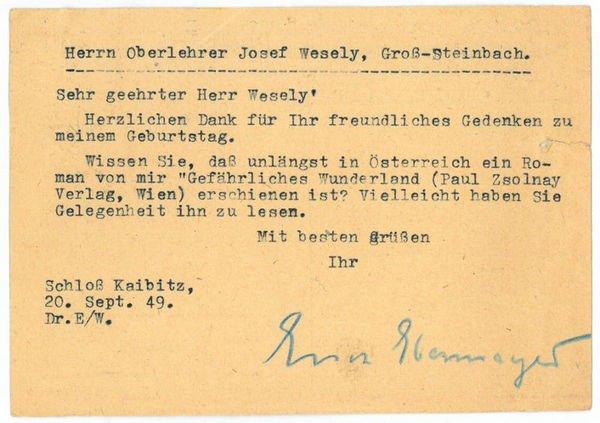 Herrn Oberlehrer Josef Wesely, Groß-Steinbach.
Sehr geehrter Herr Wesely'
Herzlichen Dank für Ihr freundliches Gedenken zu
meinem Geburtstag.
Wissen Sie, daß unlängst in Österreich ein Ro-
man von mir "Gefährliches Wunderland (Paul Zsolnay
Verlag, Wien) erschienen ist? Vielleicht haben Sie
Gelegenheit ihn zu lesen.
Mit besten Grüßen
Ihr
Schloß Kaibitz,
20. Sept. 49.
Dr.E/W.
Erich Ebermayer.